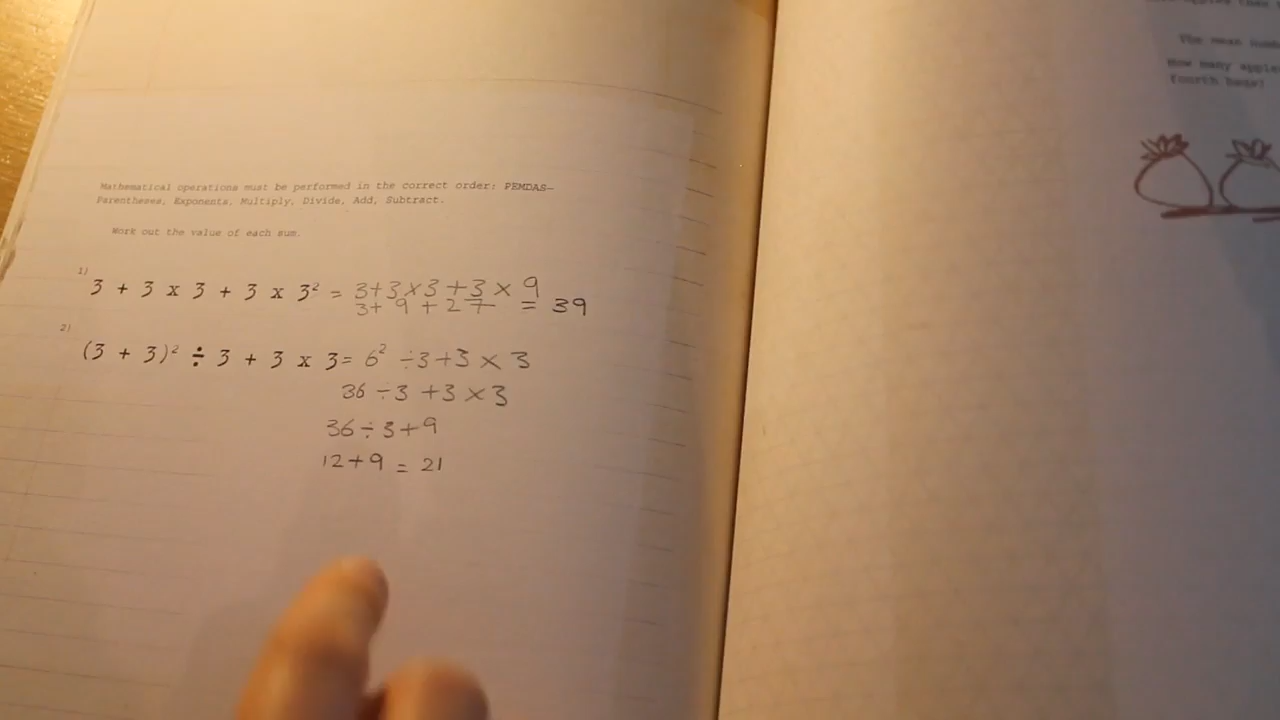 Mathematical operations must be performed in the correct order: PEMDAS—
Parentheses, Exponents, Multiply, Divide, Add, Subtract.
Work out the value of each sum.
1)
3 + 3 x 3 + 3 x 3² = 3+3×3+3×9
3+9+27 = 39
2)
(3 + 3)² ÷ 3 + 3 x 3= 6² ÷3+3×3
36÷3+3×3
36÷3+9
12+9 = 21
The mean
How many
fourth